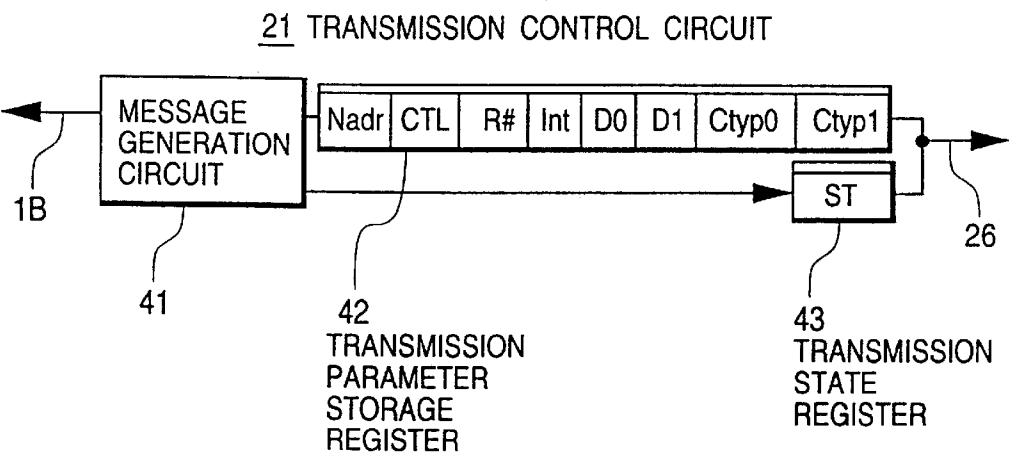 21 TRANSMISSION CONTROL CIRCUIT
MESSAGE
GENERATION
CIRCUIT
Nadr CTL R# Int D0 D1 Ctyp0 Ctyp1
ST
1B
26
41
42
TRANSMISSION
PARAMETER
STORAGE
REGISTER
43
TRANSMISSION
STATE
REGISTER